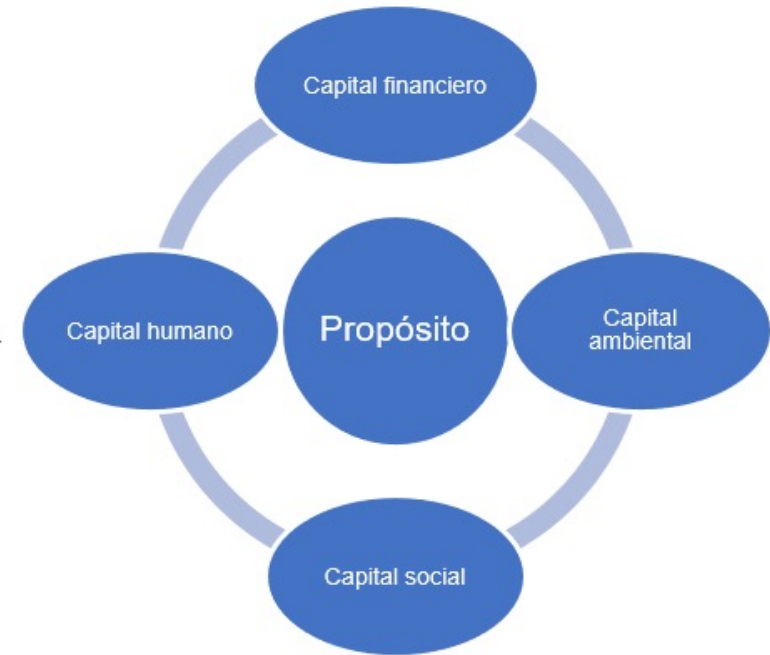 Capital financiero
Capital humano
Propósito
Capital
ambiental
Capital social